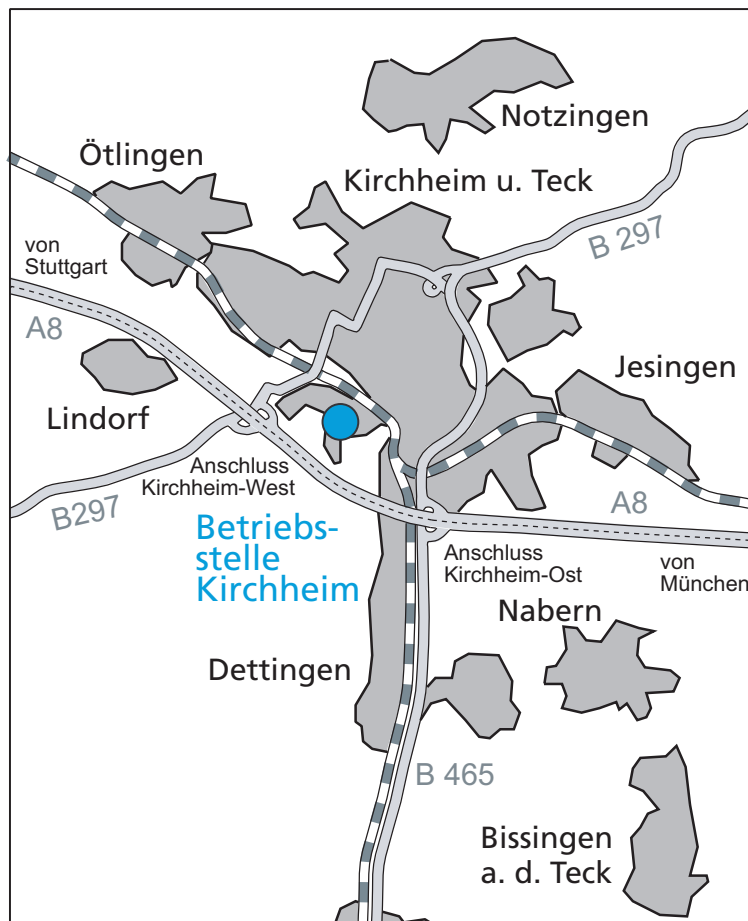 Notzingen
Ötlingen
Kirchheim u. Teck
B 297
von
Stuttgart
A8
Jesingen
Lindorf
Anschluss
Kirchheim-West
B297
A8
Betriebs-
stelle
Kirchheim
Anschluss
Kirchheim-Ost
von
München
Nabern
Dettingen
B 465
Bissingen
a. d. Teck